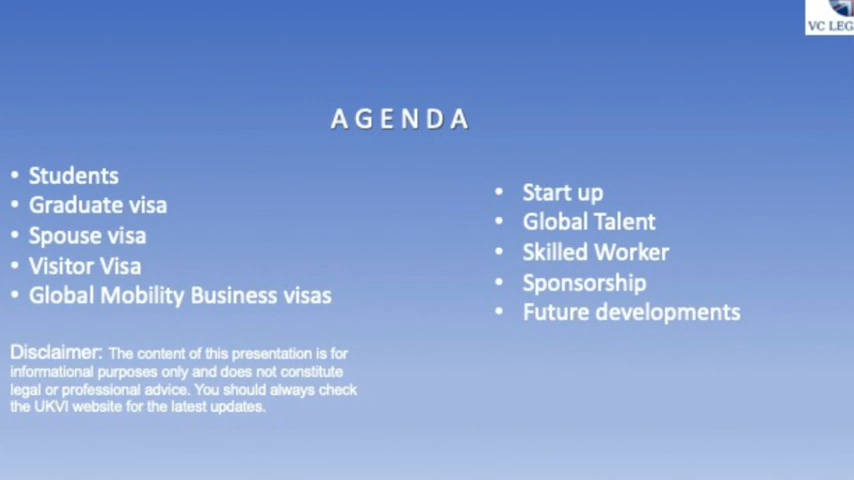 VC LEG
AGENDA
• Students
• Graduate visa
• Spouse visa
• Visitor Visa
• Global Mobility Business visas
• Start up
• Global Talent
• Skilled Worker
• Sponsorship
• Future developments
Disclaimer: The content of this presentation is for
informational purposes only and does not constitute
legal or professional advice. You should always check
the UKVI website for the latest updates.